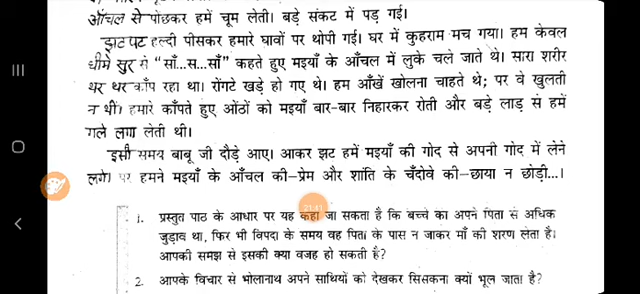 आँचल से पोछकर हमें चूम लेती। बड़े संकट में पड़ गई।
झटपट हल्दी पीसकर हमारे घावों पर थोपी गई। घर में कुहराम मच गया। हम केवल
धीमे सुर से "साँ...स...साँ" कहते हुए मइयाँ के आँचल में लुके चले जाते थे। सारा शरीर
थर थर काँप रहा था। रोंगटे खड़े हो गए थे। हम आँखें खोलना चाहते थे; पर वे खुलती
न थीं। हमारे काँपते हुए ओंठों को मइयाँ बार-बार निहारकर रोती और बड़े लाड़ से हमें
गले लगा लेती थी।
इसी समय बाबू जी दौड़े आए। आकर झट हमें मइयाँ की गोद से अपनी गोद में लेने
लगे। पर हमने मइयाँ के आँचल की-प्रेम और शांति के चँदोवे की-छाया न छोड़ी...।
21:41
1. प्रस्तुत पाठ के आधार पर यह कहा जा सकता है कि बच्चे का अपने पिता से अधिक
जुड़ाव था, फिर भी विपदा के समय वह पिता के पास न जाकर माँ की शरण लेता है।
आपकी समझ से इसकी क्या वजह हो सकती है?
2. आपके विचार से भोलानाथ अपने साथियों को देखकर सिसकना क्यों भूल जाता है?